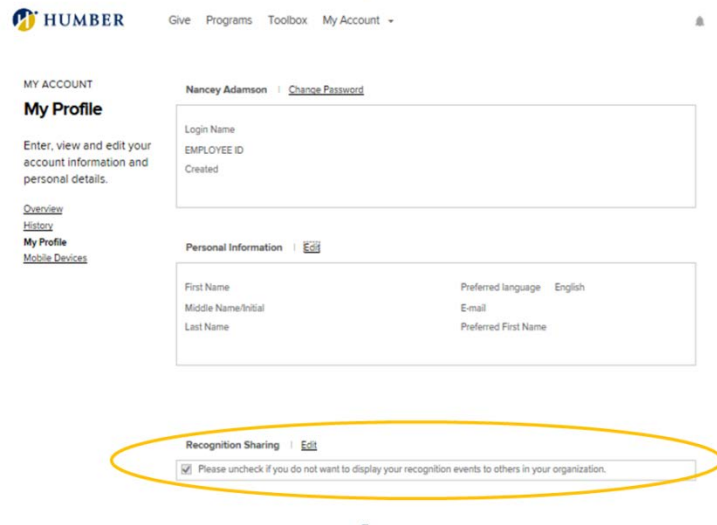 HUMBER
Give Programs Toolbox My Account
MY ACCOUNT
My Profile
Enter, view and edit your
account information and
personal details.
Overview
History
My Profile
Mobile Devices
Nancey Adamson | Change Password
Login Name
EMPLOYEE ID
Created
Personal Information | Edit
First Name Preferred language English
Middle Name/Initial E-mail
Last Name Preferred First Name
Recognition Sharing | Edit
Please uncheck if you do not want to display your recognition events to others in your organization.